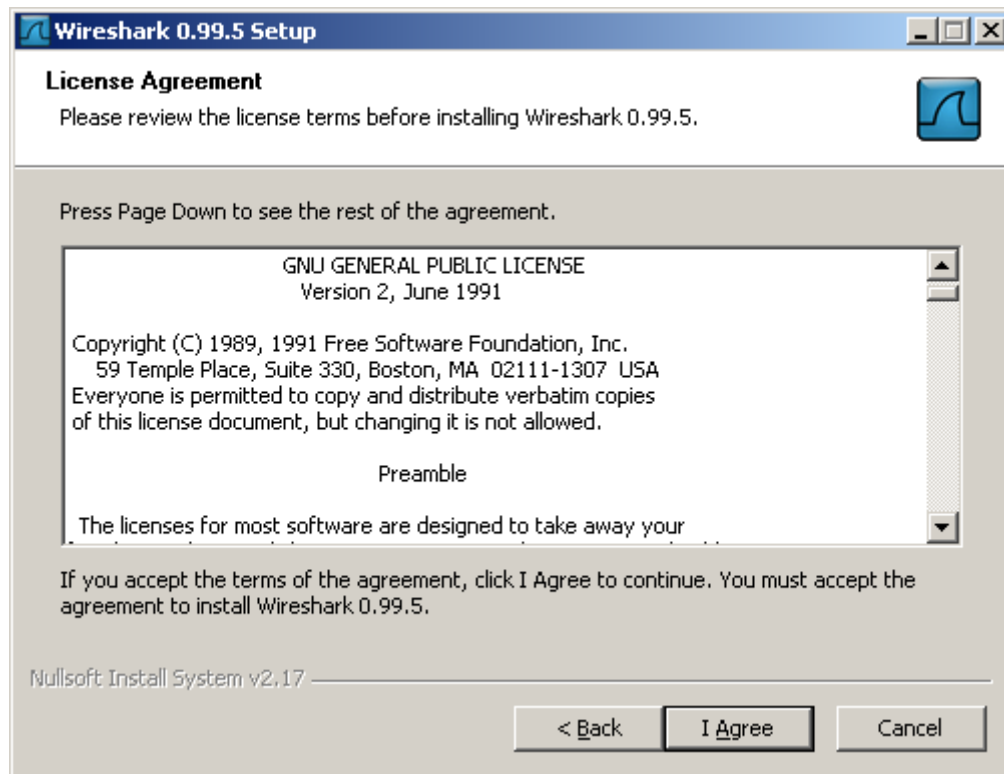 Wireshark 0.99.5 Setup
License Agreement
Please review the license terms before installing Wireshark 0.99.5.
Press Page Down to see the rest of the agreement.
GNU GENERAL PUBLIC LICENSE
Version 2, June 1991
Copyright (C) 1989, 1991 Free Software Foundation, Inc.
59 Temple Place, Suite 330, Boston, MA 02111-1307 USA
Everyone is permitted to copy and distribute verbatim copies
of this license document, but changing it is not allowed.
Preamble
The licenses for most software are designed to take away your
If you accept the terms of the agreement, click I Agree to continue. You must accept the
agreement to install Wireshark 0.99.5.
Nullsoft Install System v2.17
< Back I Agree Cancel